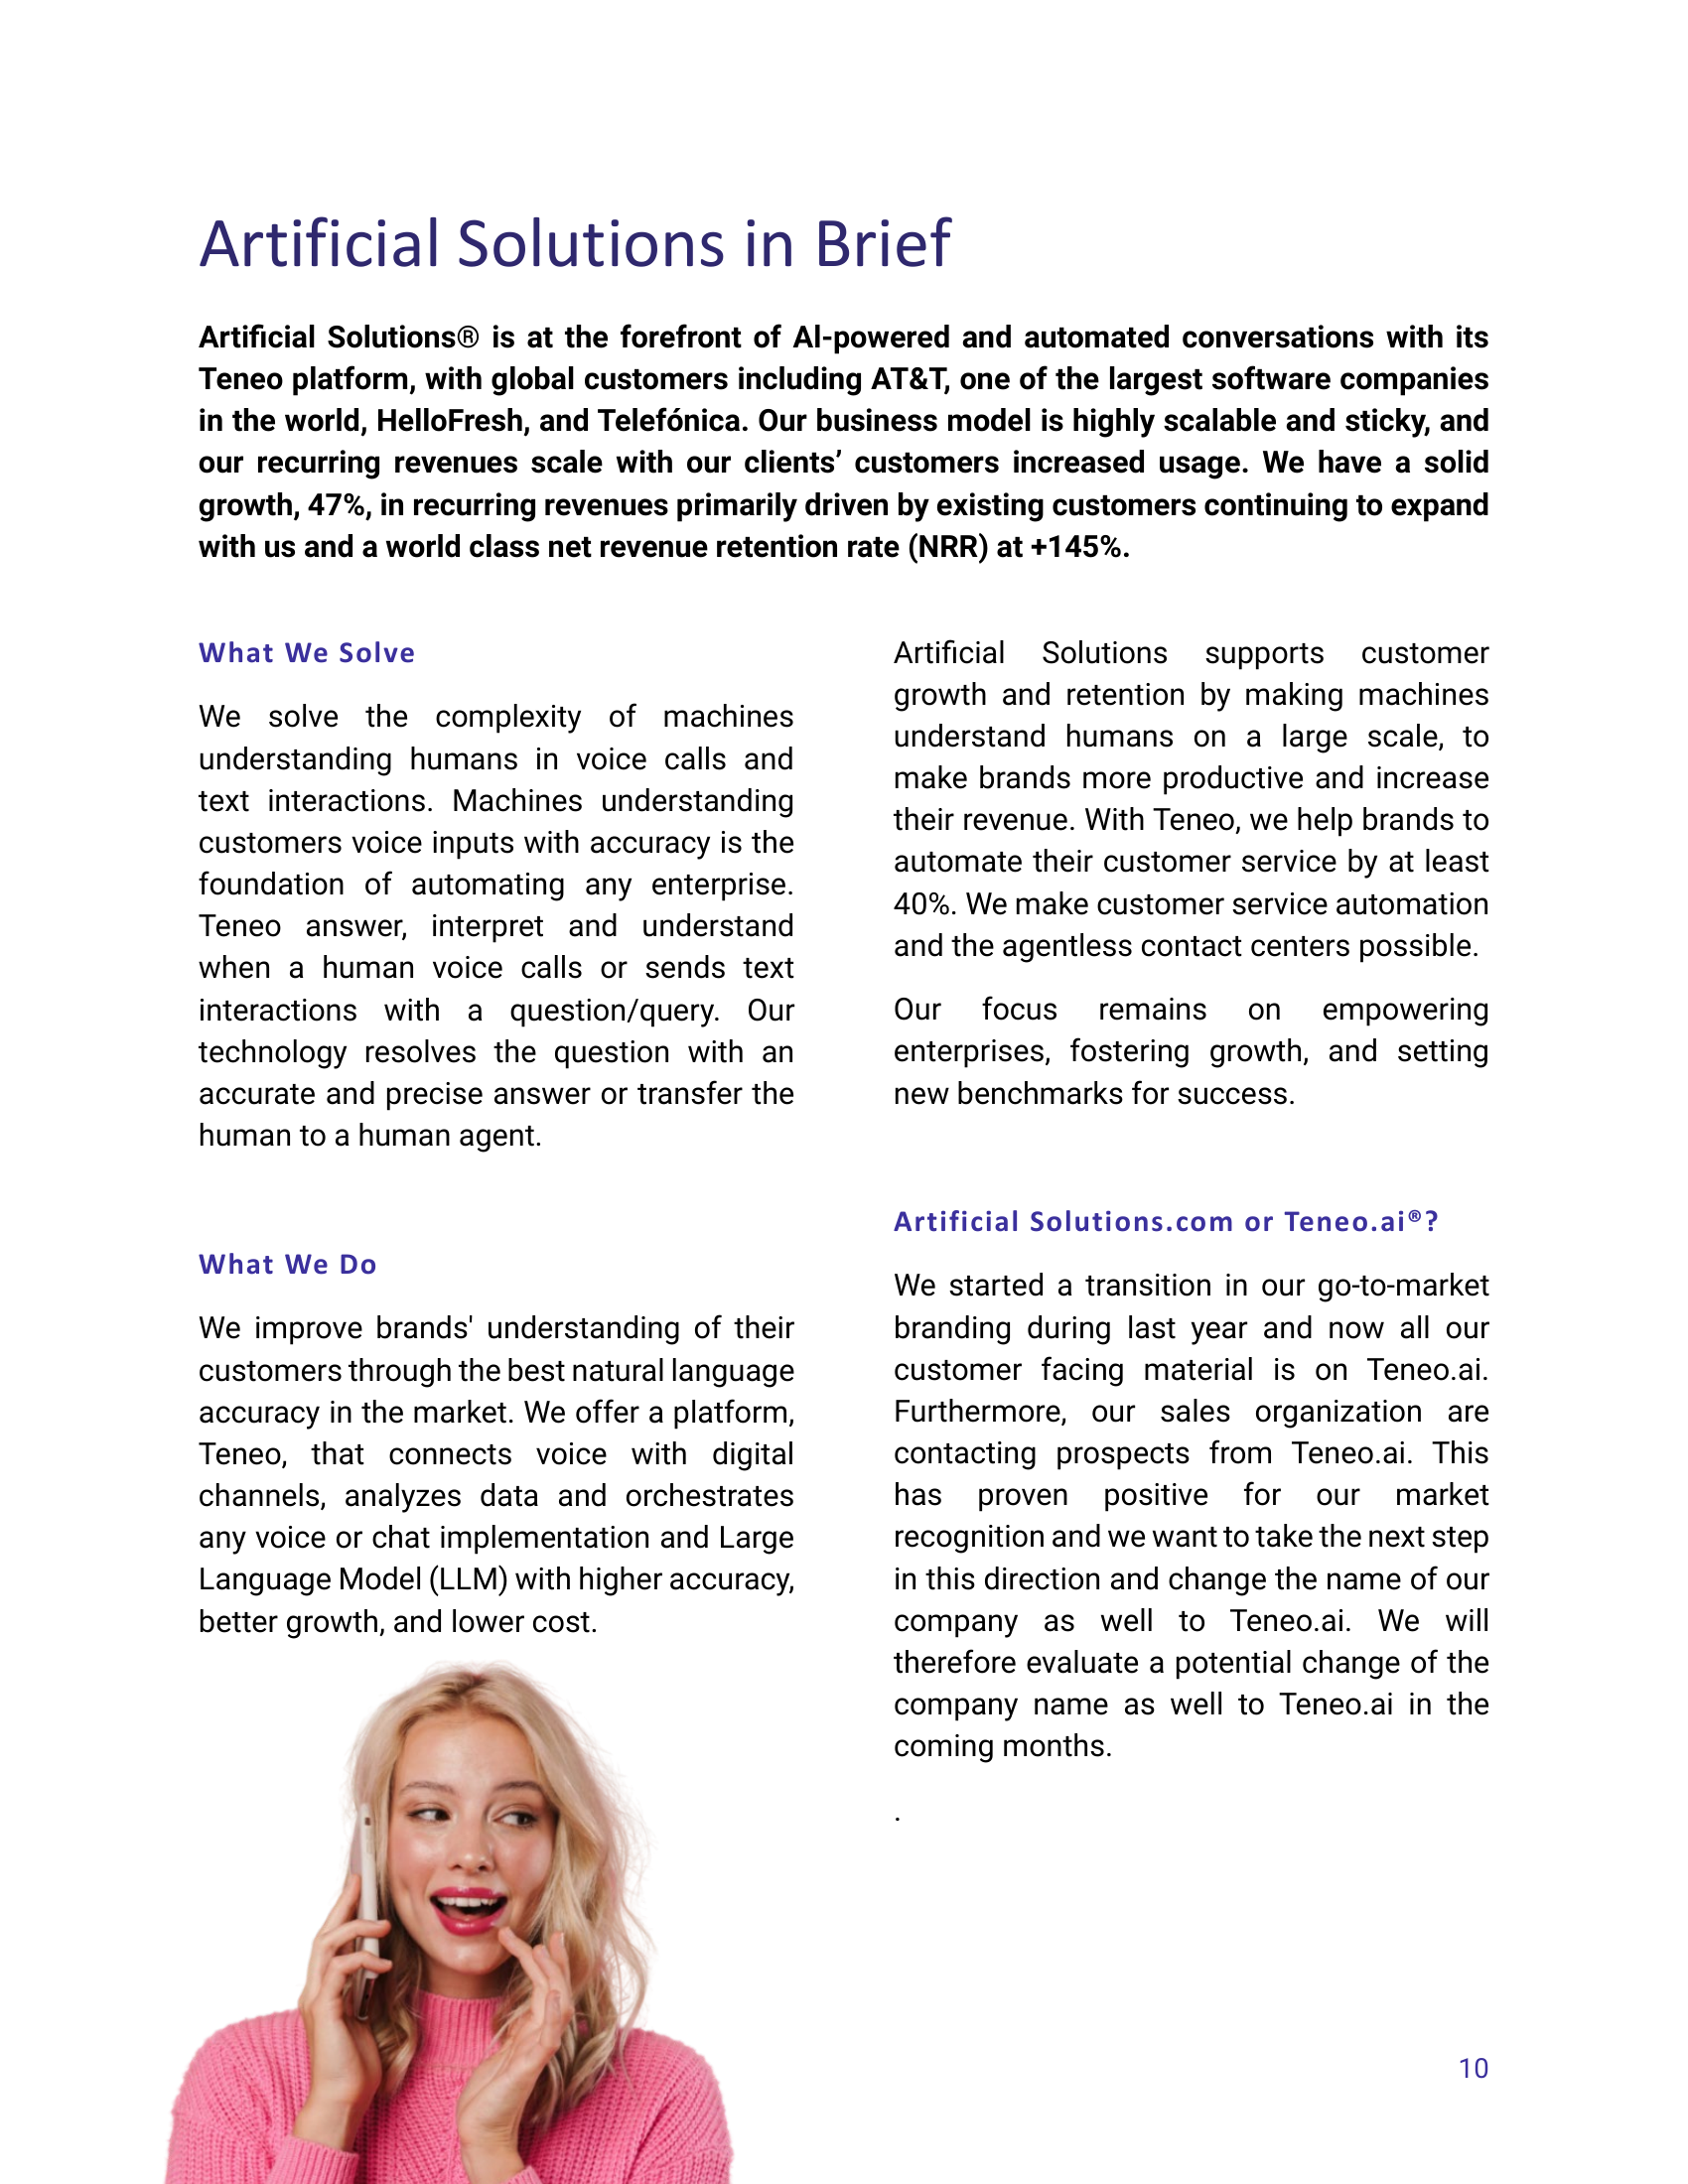 Artificial Solutions in Brief
Artificial Solutions® is at the forefront of AI-powered and automated conversations with its
Teneo platform, with global customers including AT&T, one of the largest software companies
in the world, HelloFresh, and Telefónica. Our business model is highly scalable and sticky, and
our recurring revenues scale with our clients’ customers increased usage. We have a solid
growth, 47%, in recurring revenues primarily driven by existing customers continuing to expand
with us and a world class net revenue retention rate (NRR) at +145%.
What We Solve
We solve the complexity of machines
understanding humans in voice calls and
text interactions. Machines understanding
customers voice inputs with accuracy is the
foundation of automating any enterprise.
Teneo answer, interpret and understand
when a human voice calls or sends text
interactions with a question/query. Our
technology resolves the question with an
accurate and precise answer or transfer the
human to a human agent.
What We Do
We improve brands' understanding of their
customers through the best natural language
accuracy in the market. We offer a platform,
Teneo, that connects voice with digital
channels, analyzes data and orchestrates
any voice or chat implementation and Large
Language Model (LLM) with higher accuracy,
better growth, and lower cost.
Artificial Solutions supports customer
growth and retention by making machines
understand humans on a large scale, to
make brands more productive and increase
their revenue. With Teneo, we help brands to
automate their customer service by at least
40%. We make customer service automation
and the agentless contact centers possible.
Our focus remains on empowering
enterprises, fostering growth, and setting
new benchmarks for success.
Artificial Solutions.com or Teneo.ai®?
We started a transition in our go-to-market
branding during last year and now all our
customer facing material is on Teneo.ai.
Furthermore, our sales organization are
contacting prospects from Teneo.ai. This
has proven positive for our market
recognition and we want to take the next step
in this direction and change the name of our
company as well to Teneo.ai. We will
therefore evaluate a potential change of the
company name as well to Teneo.ai in the
coming months.
.
10